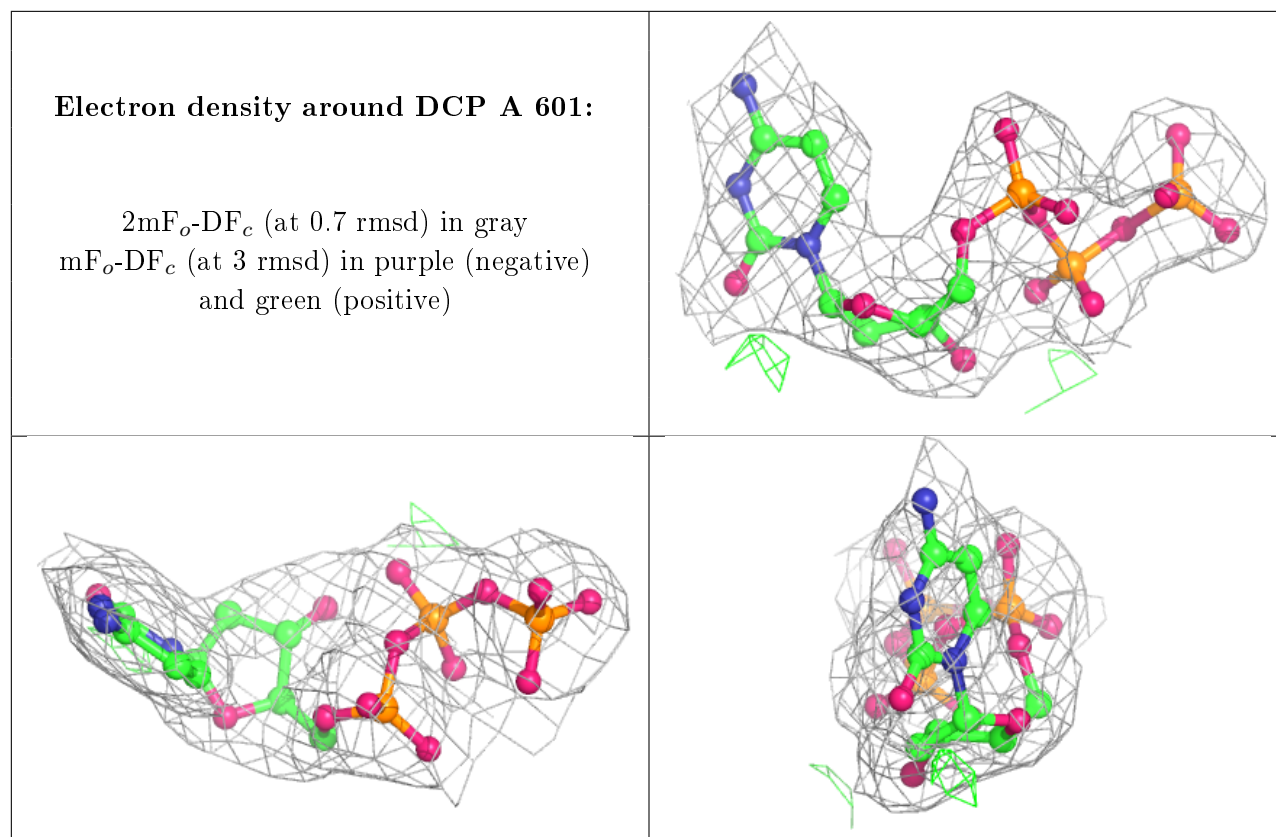 Electron density around DCP A 601:
2mFₒ-DF𝒸 (at 0.7 rmsd) in gray
mFₒ-DF𝒸 (at 3 rmsd) in purple (negative)
and green (positive)